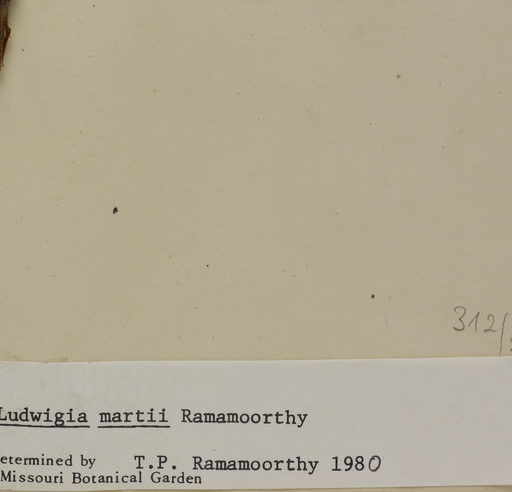 312/
Ludwigia martii Ramamoorthy
etermined by T.P. Ramamoorthy 1980
Missouri Botanical Garden